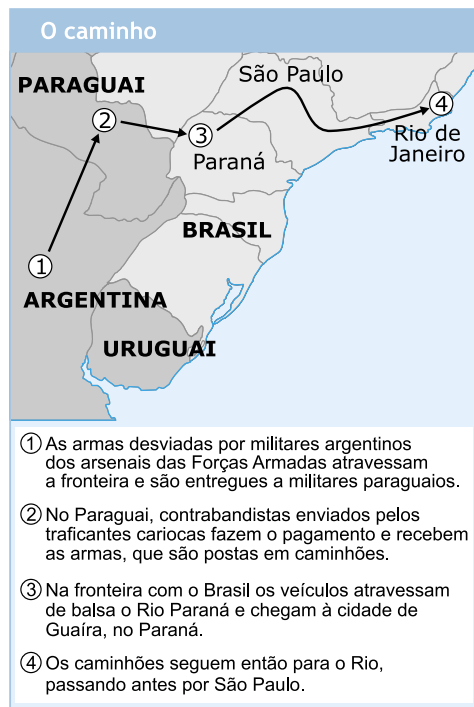 O caminho
PARAGUAI
São Paulo
②
③
④
Paraná
Rio de
Janeiro
BRASIL
①
ARGENTINA
URUGUAI
① As armas desviadas por militares argentinos
dos arsenais das Forças Armadas atravessam
a fronteira e são entregues a militares paraguaios.
② No Paraguai, contrabandistas enviados pelos
traficantes cariocas fazem o pagamento e recebem
as armas, que são postas em caminhões.
③ Na fronteira com o Brasil os veículos atravessam
de balsa o Rio Paraná e chegam à cidade de
Guaíra, no Paraná.
④ Os caminhões seguem então para o Rio,
passando antes por São Paulo.